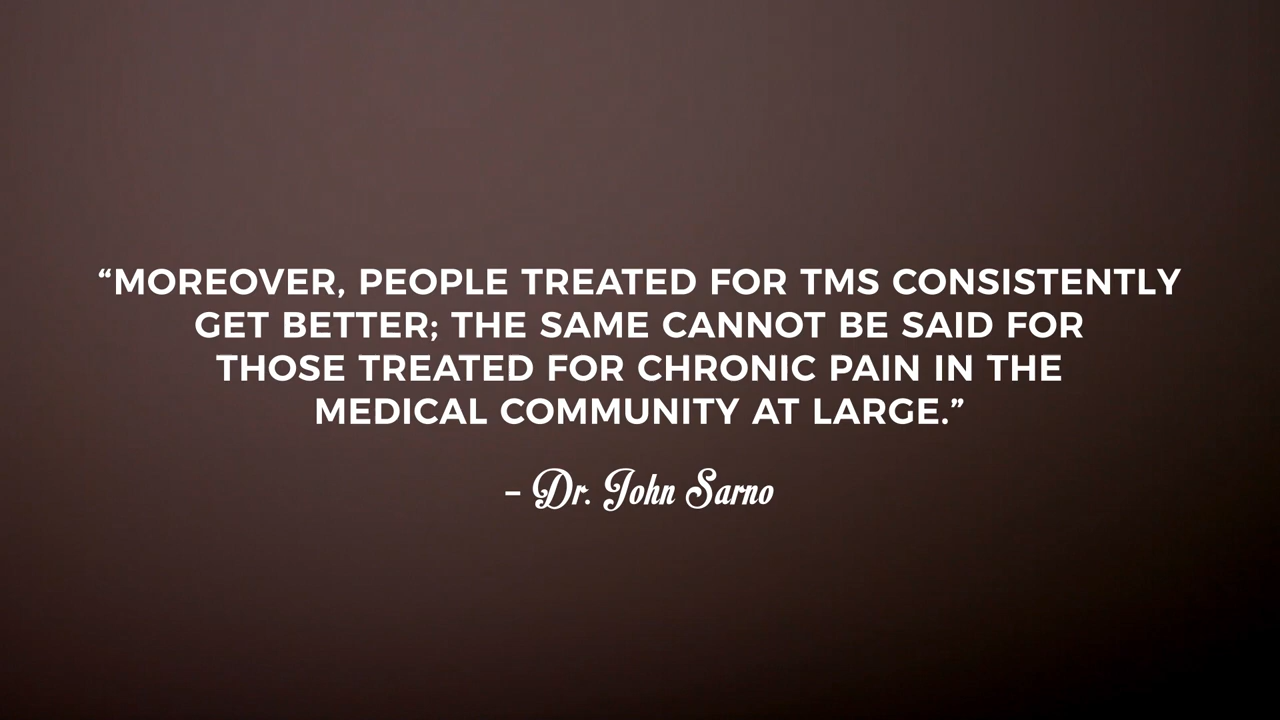 “MOREOVER, PEOPLE TREATED FOR TMS CONSISTENTLY
GET BETTER; THE SAME CANNOT BE SAID FOR
THOSE TREATED FOR CHRONIC PAIN IN THE
MEDICAL COMMUNITY AT LARGE.”
– Dr. John Sarno